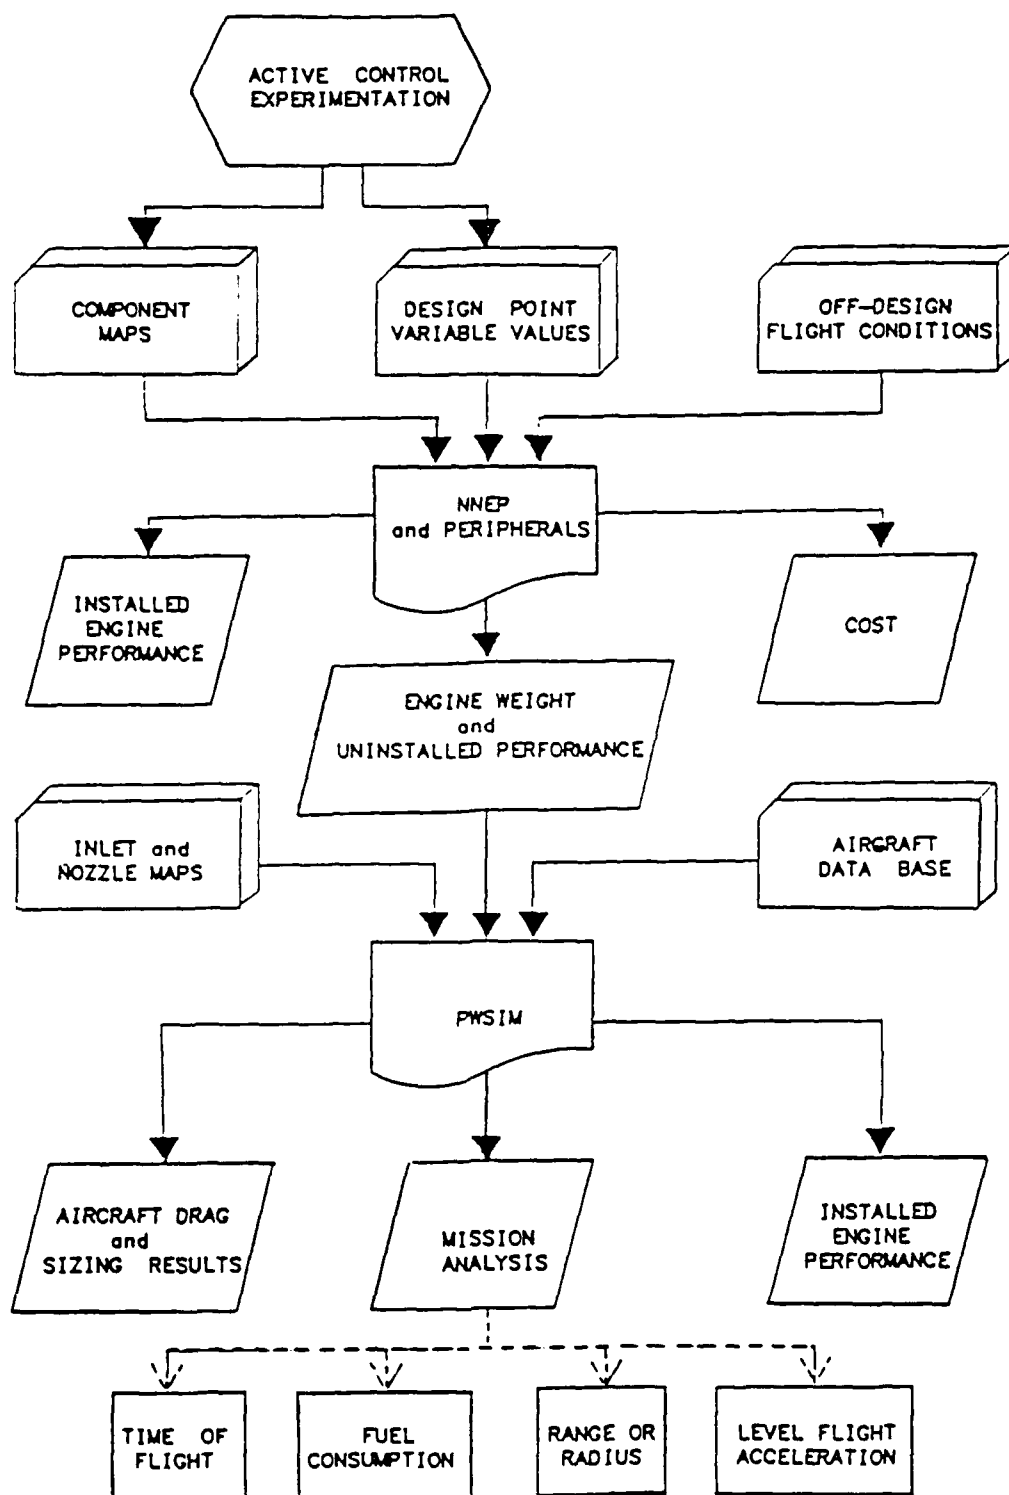 ACTIVE CONTROL
EXPERIMENTATION
COMPONENT
MAPS
DESIGN POINT
VARIABLE VALUES
OFF-DESIGN
FLIGHT CONDITIONS
NNEP
and PERIPHERALS
INSTALLED
ENGINE
PERFORMANCE
COST
ENGINE WEIGHT
and
UNINSTALLED PERFORMANCE
INLET and
NOZZLE MAPS
AIRCRAFT
DATA BASE
PWSIM
AIRCRAFT DRAG
and
SIZING RESULTS
MISSION
ANALYSIS
INSTALLED
ENGINE
PERFORMANCE
TIME OF
FLIGHT
FUEL
CONSUMPTION
RANGE OR
RADIUS
LEVEL FLIGHT
ACCELERATION